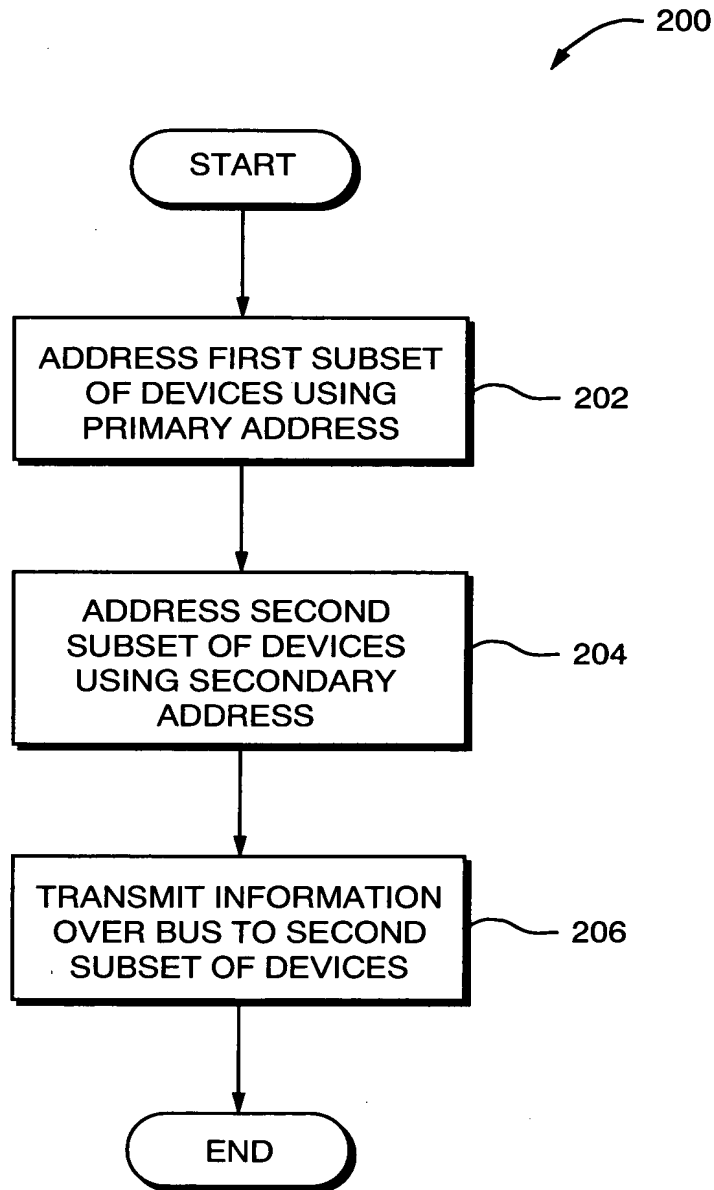 200
START
ADDRESS FIRST SUBSET
OF DEVICES USING
PRIMARY ADDRESS
202
ADDRESS SECOND
SUBSET OF DEVICES
USING SECONDARY
ADDRESS
204
TRANSMIT INFORMATION
OVER BUS TO SECOND
SUBSET OF DEVICES
206
END